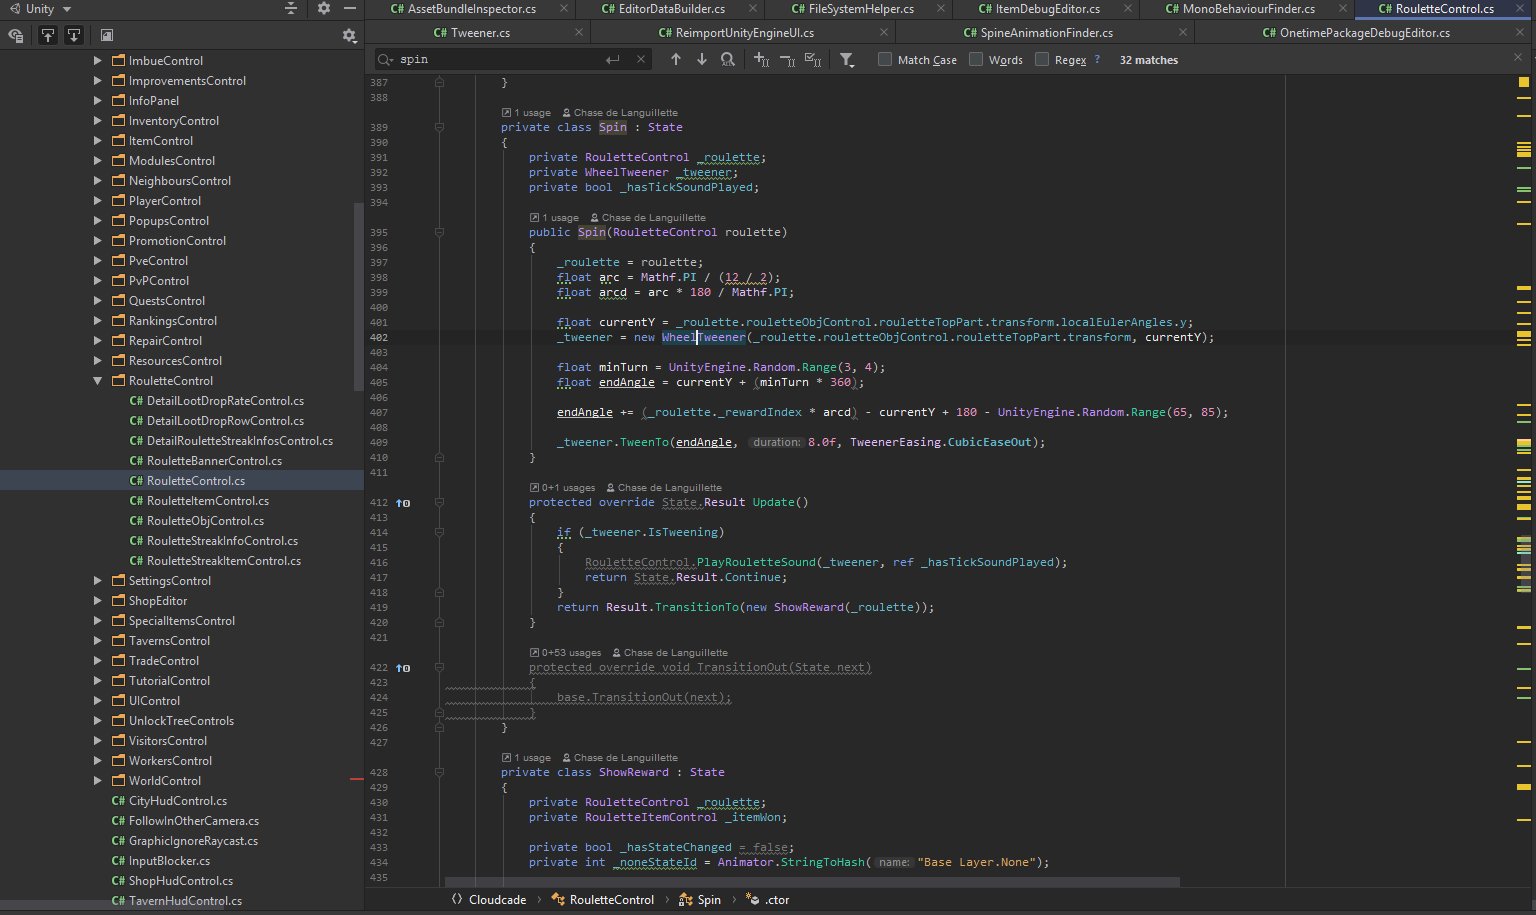 Unity
AssetBundleInspector.cs
EditorDataBuilder.cs
FileSystemHelper.cs
ItemDebugEditor.cs
MonoBehaviourFinder.cs
RouletteControl.cs
Tweener.cs
ReimportUnityEngineUI.cs
SpineAnimationFinder.cs
OnetimePackageDebugEditor.cs
spin
Match Case
Words
Regex ?
32 matches
ImbueControl
ImprovementsControl
InfoPanel
InventoryControl
ItemControl
ModulesControl
NeighboursControl
PlayerControl
PopupsControl
PromotionControl
PveControl
PvPControl
QuestsControl
RankingsControl
RepairControl
ResourcesControl
RouletteControl
C# DetailLootDropRateControl.cs
C# DetailLootDropRowControl.cs
C# DetailRouletteStreakInfosControl.cs
C# RouletteBannerControl.cs
C# RouletteControl.cs
C# RouletteItemControl.cs
C# RouletteObjControl.cs
C# RouletteStreakInfoControl.cs
C# RouletteStreakItemControl.cs
SettingsControl
ShopEditor
SpecialItemsControl
TavernsControl
TradeControl
TutorialControl
UIControl
UnlockTreeControls
VisitorsControl
WorkersControl
WorldControl
C# CityHudControl.cs
C# FollowInOtherCamera.cs
C# GraphicIgnoreRaycast.cs
C# InputBlocker.cs
C# ShopHudControl.cs
C# TavernHudControl.cs
387 }
388
1 usage Chase de Languillette
389 private class Spin : State
390 {
391 private RouletteControl _roulette;
392 private WheelTweener _tweener;
393 private bool _hasTickSoundPlayed;
394
1 usage Chase de Languillette
395 public Spin(RouletteControl roulette)
396 {
397 _roulette = roulette;
398 float arc = Mathf.PI / (12 / 2);
399 float arcd = arc * 180 / Mathf.PI;
400
401 float currentY = _roulette.rouletteObjControl.rouletteTopPart.transform.localEulerAngles.y;
402 _tweener = new WheelTweener(_roulette.rouletteObjControl.rouletteTopPart.transform, currentY);
403
404 float minTurn = UnityEngine.Random.Range(3, 4);
405 float endAngle = currentY + (minTurn * 360);
406
407 endAngle += (_roulette._rewardIndex * arcd) - currentY + 180 - UnityEngine.Random.Range(65, 85);
408
409 _tweener.TweenTo(endAngle, duration: 8.0f, TweenerEasing.CubicEaseOut);
410 }
411
0+1 usages Chase de Languillette
412 protected override State.Result Update()
413 {
414 if (_tweener.IsTweening)
415 {
416 RouletteControl.PlayRouletteSound(_tweener, ref _hasTickSoundPlayed);
417 return State.Result.Continue;
418 }
419 return Result.TransitionTo(new ShowReward(_roulette));
420 }
421
0+53 usages Chase de Languillette
422 protected override void TransitionOut(State next)
423 {
424 base.TransitionOut(next);
425 }
426 }
427
1 usage Chase de Languillette
428 private class ShowReward : State
429 {
430 private RouletteControl _roulette;
431 private RouletteItemControl _itemWon;
432
433 private bool _hasStateChanged = false;
434 private int _noneStateId = Animator.StringToHash( name: "Base Layer.None");
435
Cloudcade
RouletteControl
Spin
.ctor